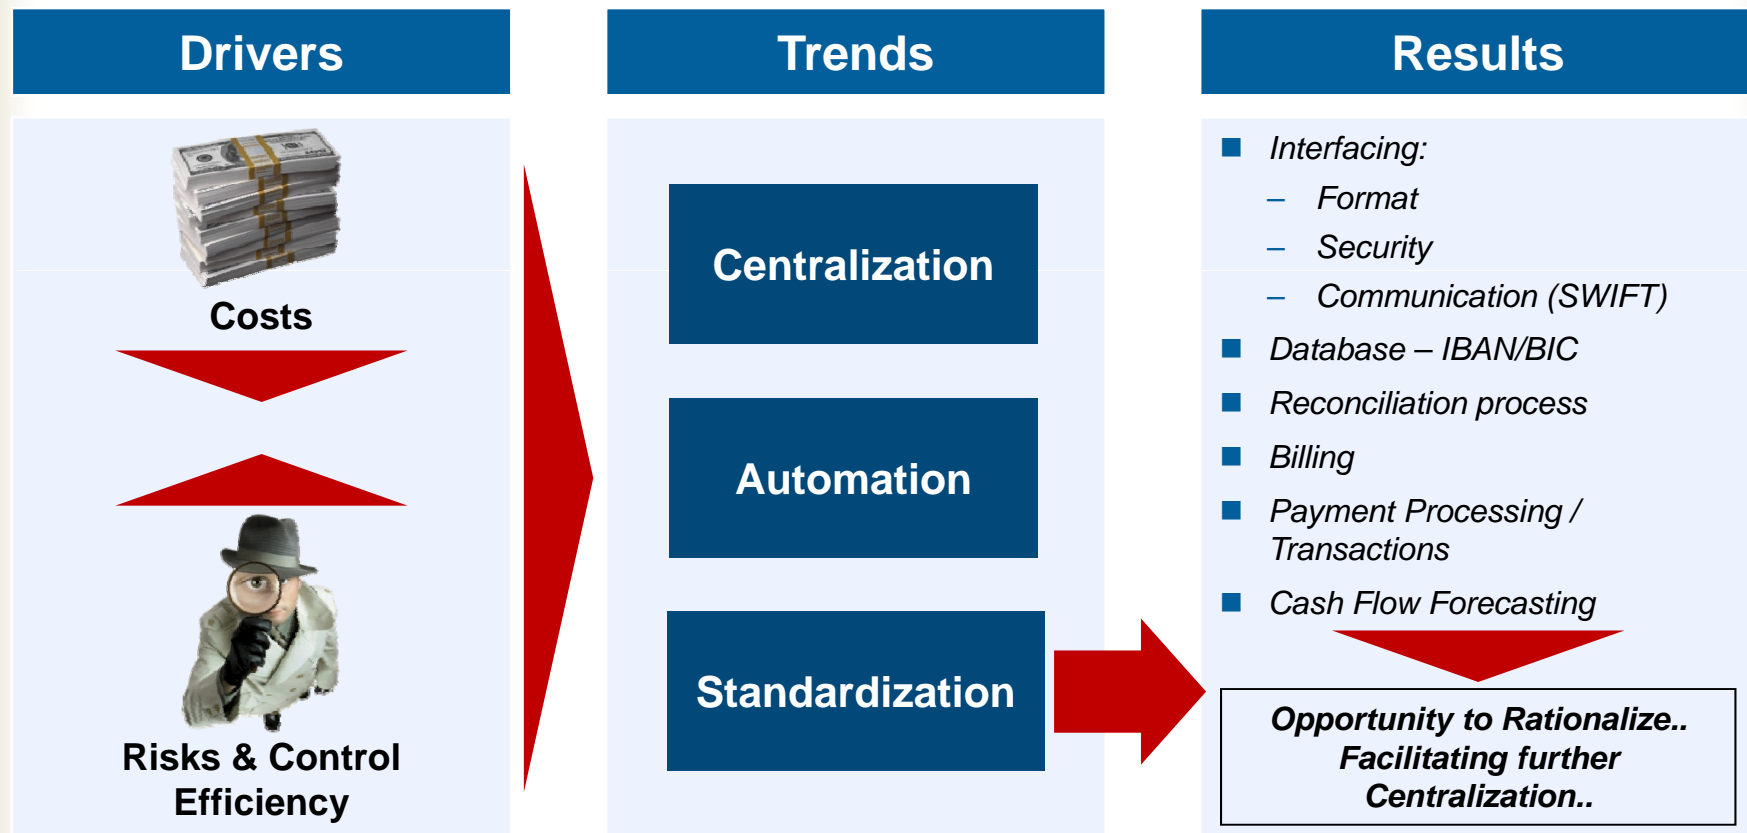 Drivers
Trends
Results
Costs
Risks & Control
Efficiency
Centralization
Automation
Standardization
Interfacing:
– Format
– Security
– Communication (SWIFT)
Database – IBAN/BIC
Reconciliation process
Billing
Payment Processing /
Transactions
Cash Flow Forecasting
Opportunity to Rationalize..
Facilitating further
Centralization..